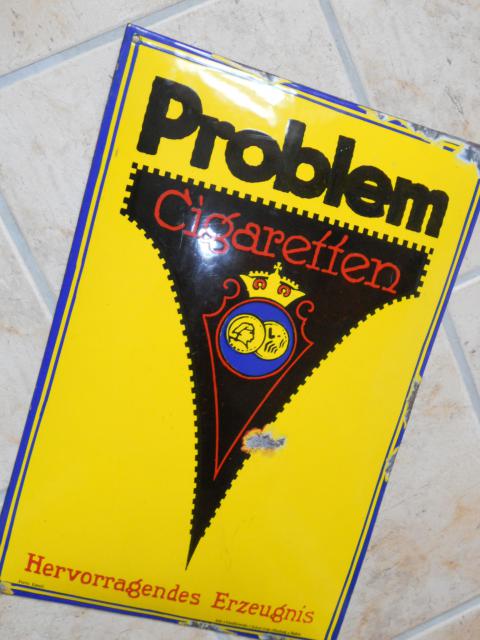 Problem
Cigaretten
Hervorragendes Erzeugnis